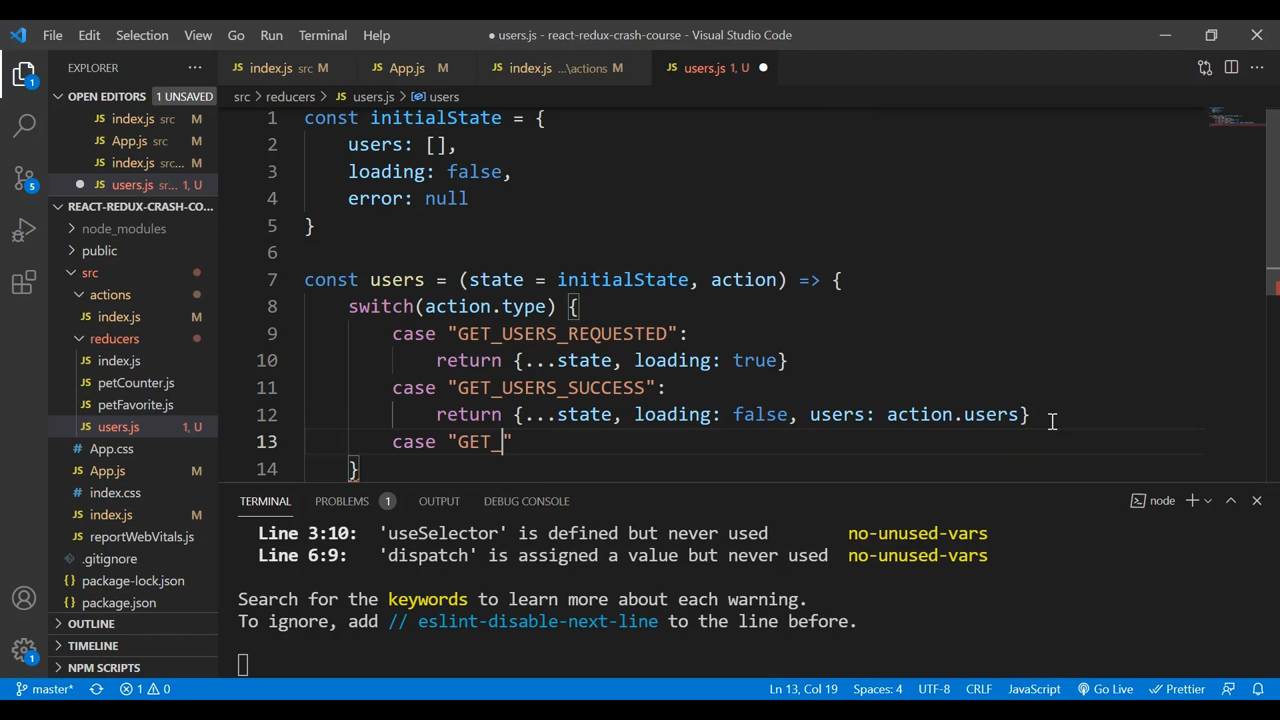 File Edit Selection View Go Run Terminal Help ● users.js - react-redux-crash-course - Visual Studio Code
EXPLORER
JS index.js src M
JS App.js M
JS index.js ...\actions M
JS users.js 1, U
src > reducers > JS users.js > users
OPEN EDITORS 1 UNSAVED
JS index.js src M
JS App.js src M
JS index.js src... M
JS users.js sr... 1, U
REACT-REDUX-CRASH-CO...
node_modules
public
src
actions
JS index.js
reducers
JS index.js
JS petCounter.js
JS petFavorite.js
JS users.js 1, U
# App.css
JS App.js M
# index.css
JS index.js M
JS reportWebVitals.js
.gitignore
{} package-lock.json
{} package.json
OUTLINE
TIMELINE
NPM SCRIPTS
1 const initialState = {
2 users: [],
3 loading: false,
4 error: null
5 }
6
7 const users = (state = initialState, action) => {
8 switch(action.type) {
9 case "GET_USERS_REQUESTED":
10 return {...state, loading: true}
11 case "GET_USERS_SUCCESS":
12 return {...state, loading: false, users: action.users}
13 case "GET_"
14 }
TERMINAL PROBLEMS 1 OUTPUT DEBUG CONSOLE node
Line 3:10: 'useSelector' is defined but never used no-unused-vars
Line 6:9: 'dispatch' is assigned a value but never used no-unused-vars
Search for the keywords to learn more about each warning.
To ignore, add // eslint-disable-next-line to the line before.
1
5
1
master* 1 0 Ln 13, Col 19 Spaces: 4 UTF-8 CRLF JavaScript Go Live Prettier